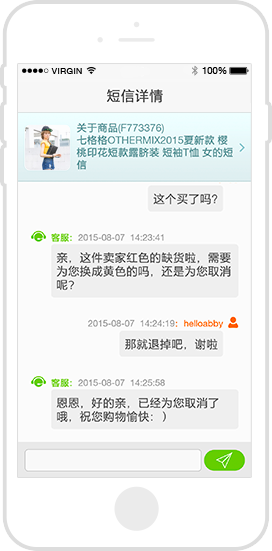 VIRGIN 100%
短信详情
关于商品(F773376)
七格格OTHERMIX2015夏新款 樱
桃印花短款露脐装 短袖T恤 女的短
信
这个买了吗?
客服: 2015-08-07 14:23:41
亲，这件卖家红色的缺货啦，需要
为您换成黄色的吗，还是为您取消
呢?
2015-08-07 14:24:19: helloabby
那就退掉吧，谢啦
客服: 2015-08-07 14:25:58
恩恩，好的亲，已经为您取消了
哦，祝您购物愉快：)